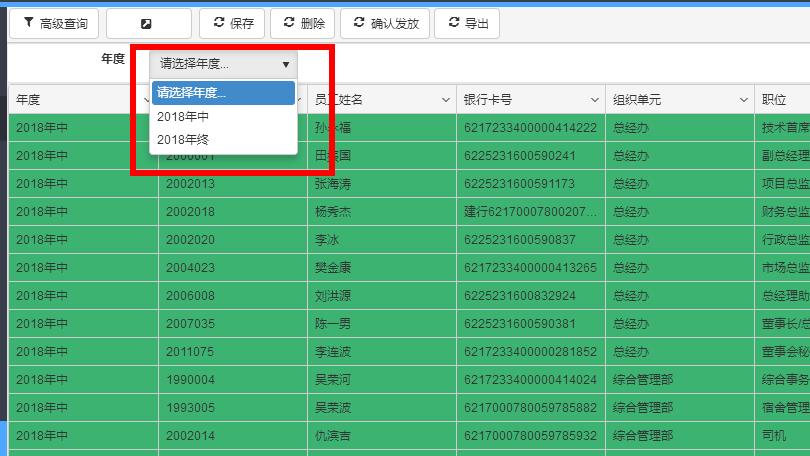 高级查询 保存 删除 确认发放 导出
年度 请选择年度...
请选择年度...
2018年中
2018年终
年度 员工姓名 银行卡号 组织单元 职位
2018年中 孙永福 6217233400000414222 总经办 技术首席
2018年中 2000001 田振国 6225231600590241 总经办 副总经理
2018年中 2002013 张海涛 6225231600591173 总经办 项目总监
2018年中 2002018 杨秀杰 建行62170007800207... 总经办 财务总监
2018年中 2002020 李冰 6225231600590837 总经办 行政总监
2018年中 2004023 樊金康 6217233400000413265 总经办 市场总监
2018年中 2006008 刘洪源 6225231600832924 总经办 总经理助
2018年中 2007035 陈一男 6225231600590381 总经办 董事长/总
2018年中 2011075 李连波 6217233400000281852 总经办 董事会秘
2018年中 1990004 吴荣河 6217233400000414024 综合管理部 综合事务
2018年中 1993005 吴荣波 6217000780059785882 综合管理部 宿舍管理
2018年中 2002014 仇滨吉 6217000780059785932 综合管理部 司机